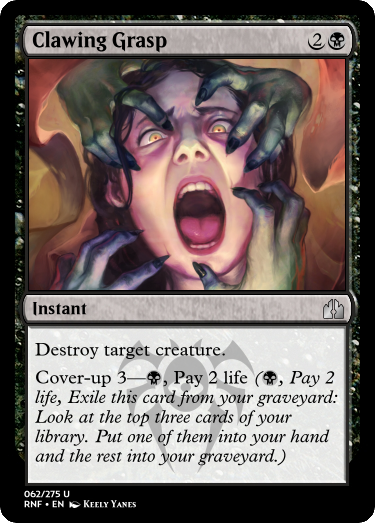 Clawing Grasp 2
Instant
Destroy target creature.
Cover-up 3—, Pay 2 life (, Pay 2
life, Exile this card from your graveyard:
Look at the top three cards of your
library. Put one of them into your hand
and the rest into your graveyard.)
062/275 U
RNF • EN Keely Yanes